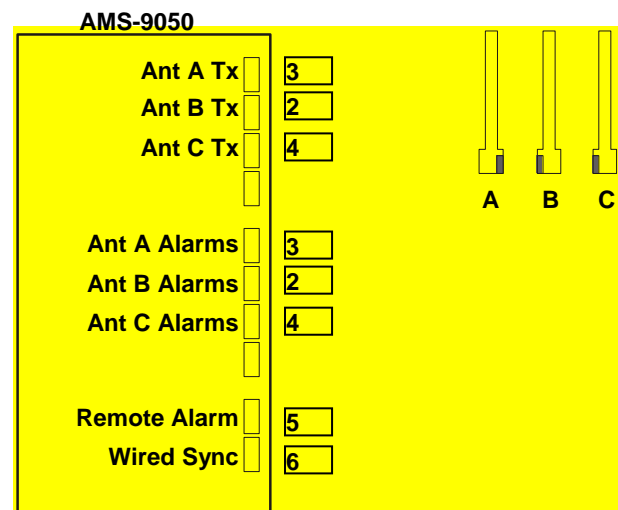 AMS-9050
Ant A Tx 3
Ant B Tx 2
Ant C Tx 4
A B C
Ant A Alarms 3
Ant B Alarms 2
Ant C Alarms 4
Remote Alarm 5
Wired Sync 6